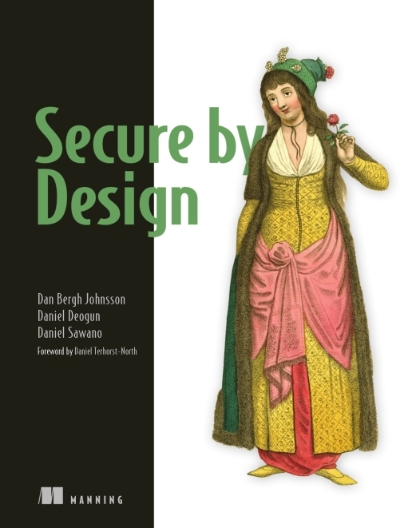 Secure by
Design
Dan Bergh Johnsson
Daniel Deogun
Daniel Sawano
Foreword by Daniel Terhorst-North
MANNING